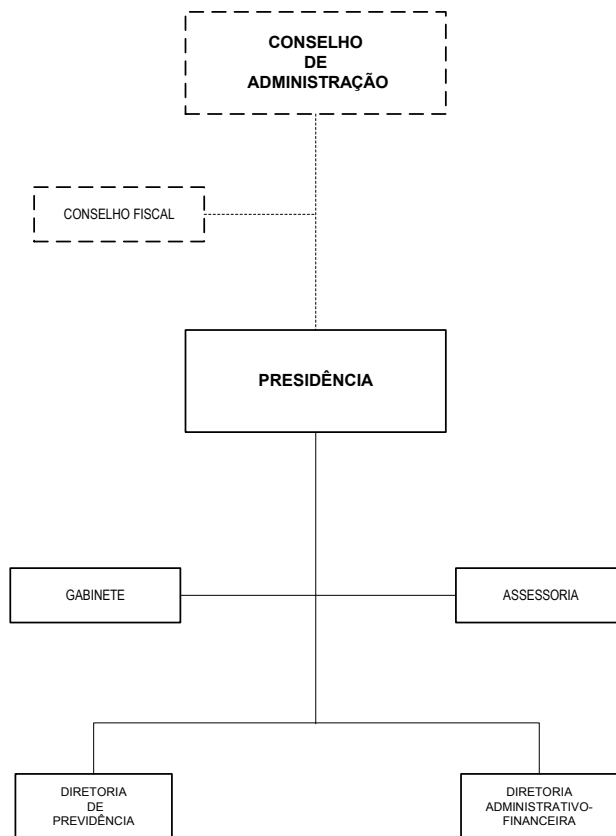 CONSELHO
DE
ADMINISTRAÇÃO
CONSELHO FISCAL
PRESIDÊNCIA
GABINETE
ASSESSORIA
DIRETORIA
DE
PREVIDÊNCIA
DIRETORIA
ADMINISTRATIVO-
FINANCEIRA